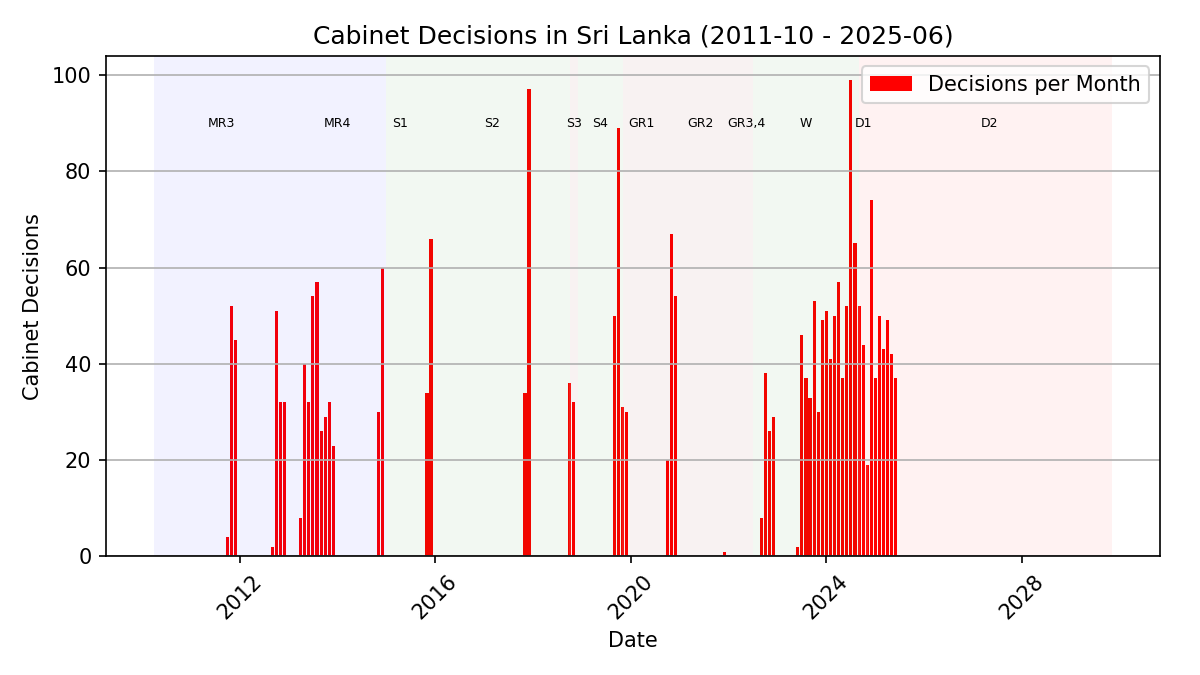 Cabinet Decisions in Sri Lanka (2011-10 - 2025-06)
Decisions per Month
MR3 MR4 S1 S2 S3 S4 GR1 GR2 GR3,4 W D1 D2
Cabinet Decisions
100
80
60
40
20
0
2012 2016 2020 2024 2028
Date